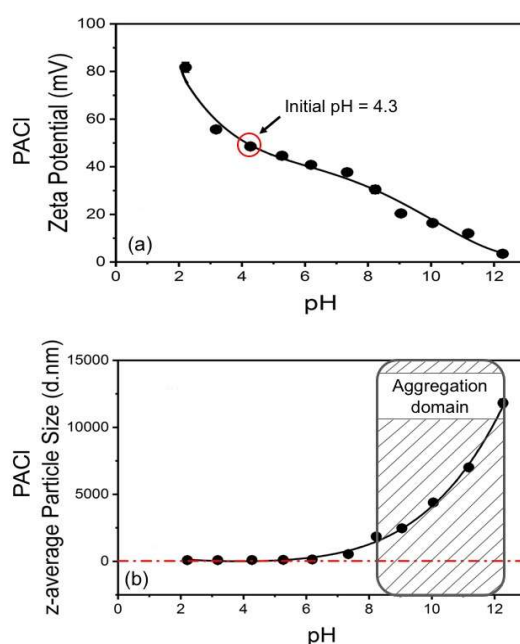 100
80
60
40
20
0
PACl
Zeta Potential (mV)
Initial pH = 4.3
(a)
0 2 4 6 8 10 12
pH
15000
10000
5000
0
PACl
z-average Particle Size (d.nm)
Aggregation
domain
(b)
0 2 4 6 8 10 12
pH